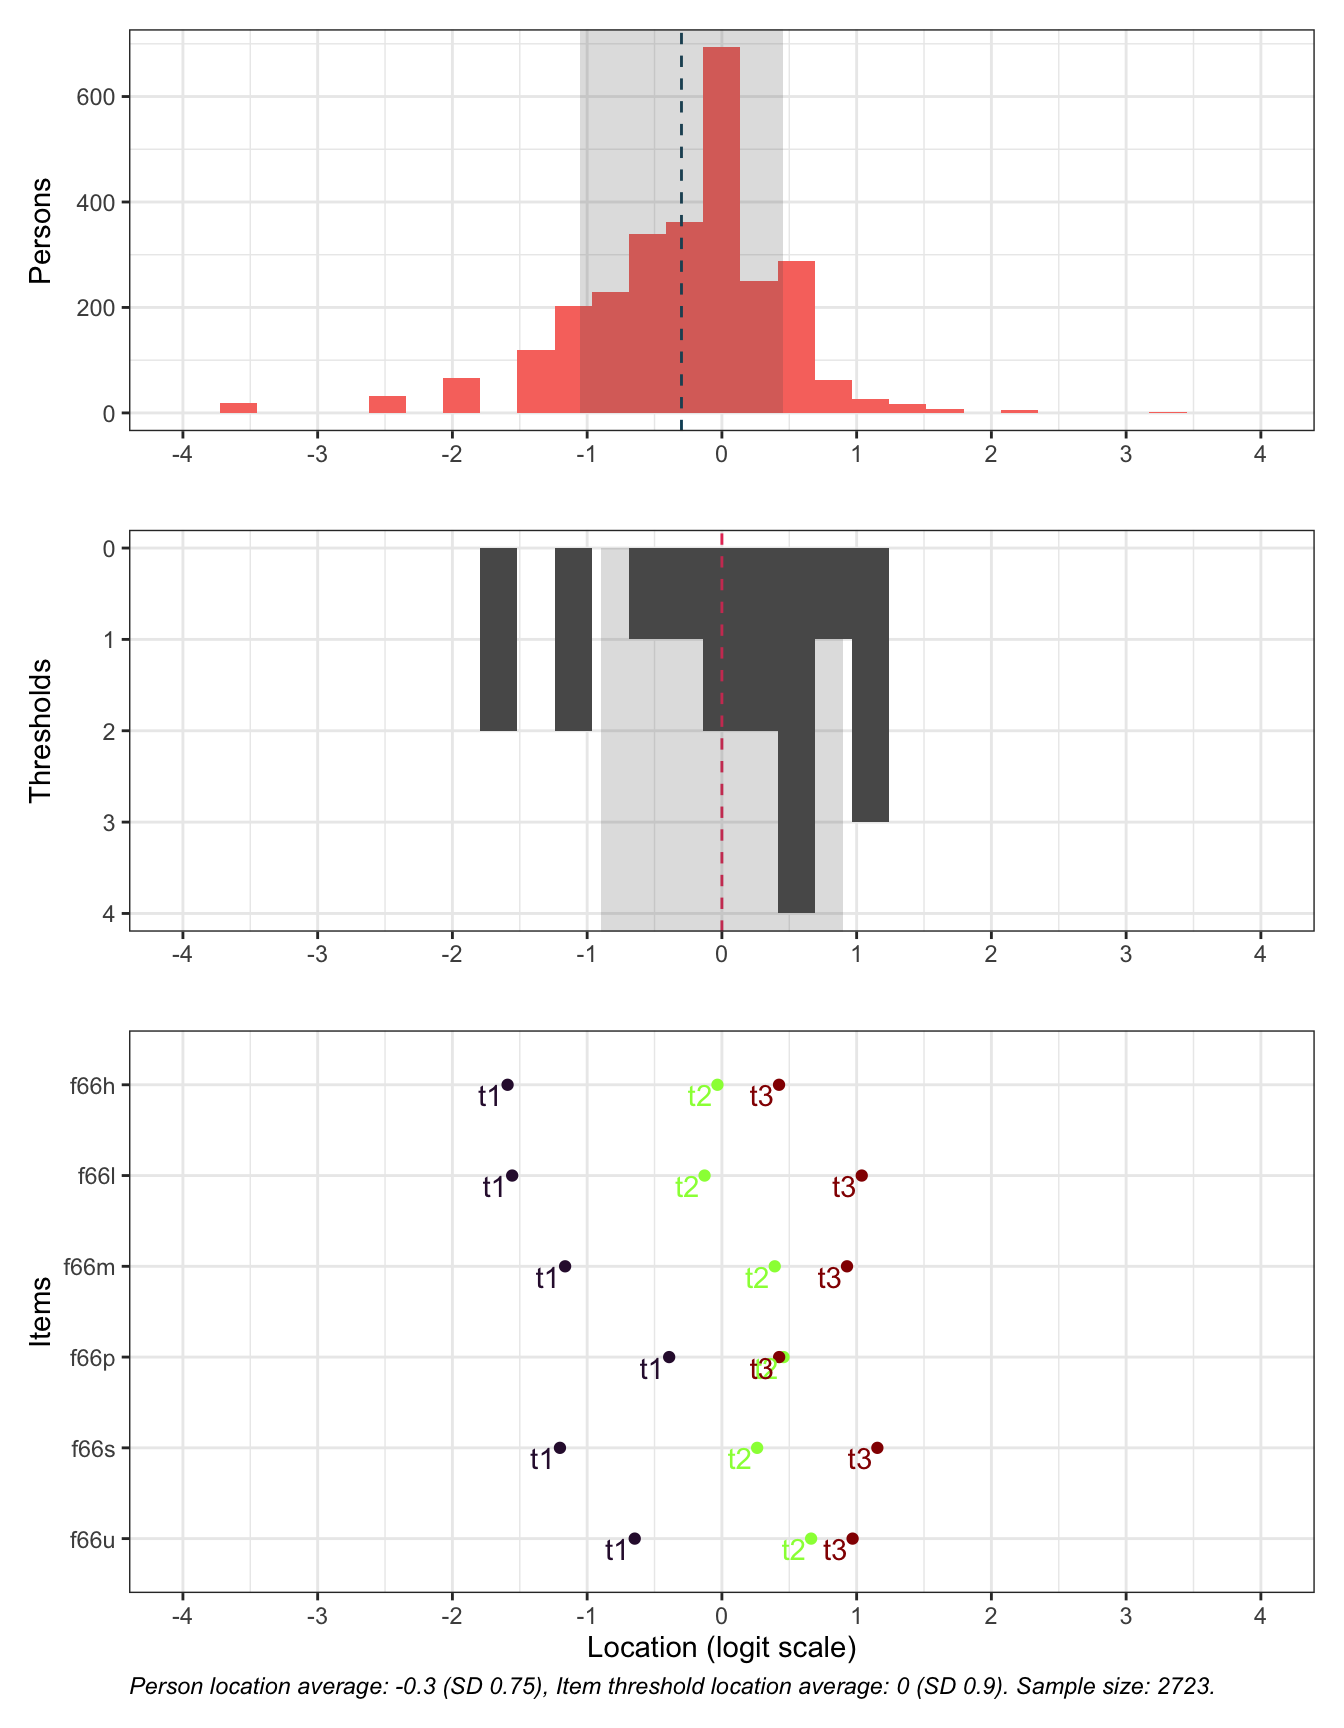 Persons
600
400
200
0
-4 -3 -2 -1 0 1 2 3 4
Thresholds
0
1
2
3
4
-4 -3 -2 -1 0 1 2 3 4
Items
f66h t1 t2 t3
f66l t1 t2 t3
f66m t1 t2 t3
f66p t1 t2 t3
f66s t1 t2 t3
f66u t1 t2 t3
-4 -3 -2 -1 0 1 2 3 4
Location (logit scale)
Person location average: -0.3 (SD 0.75), Item threshold location average: 0 (SD 0.9). Sample size: 2723.